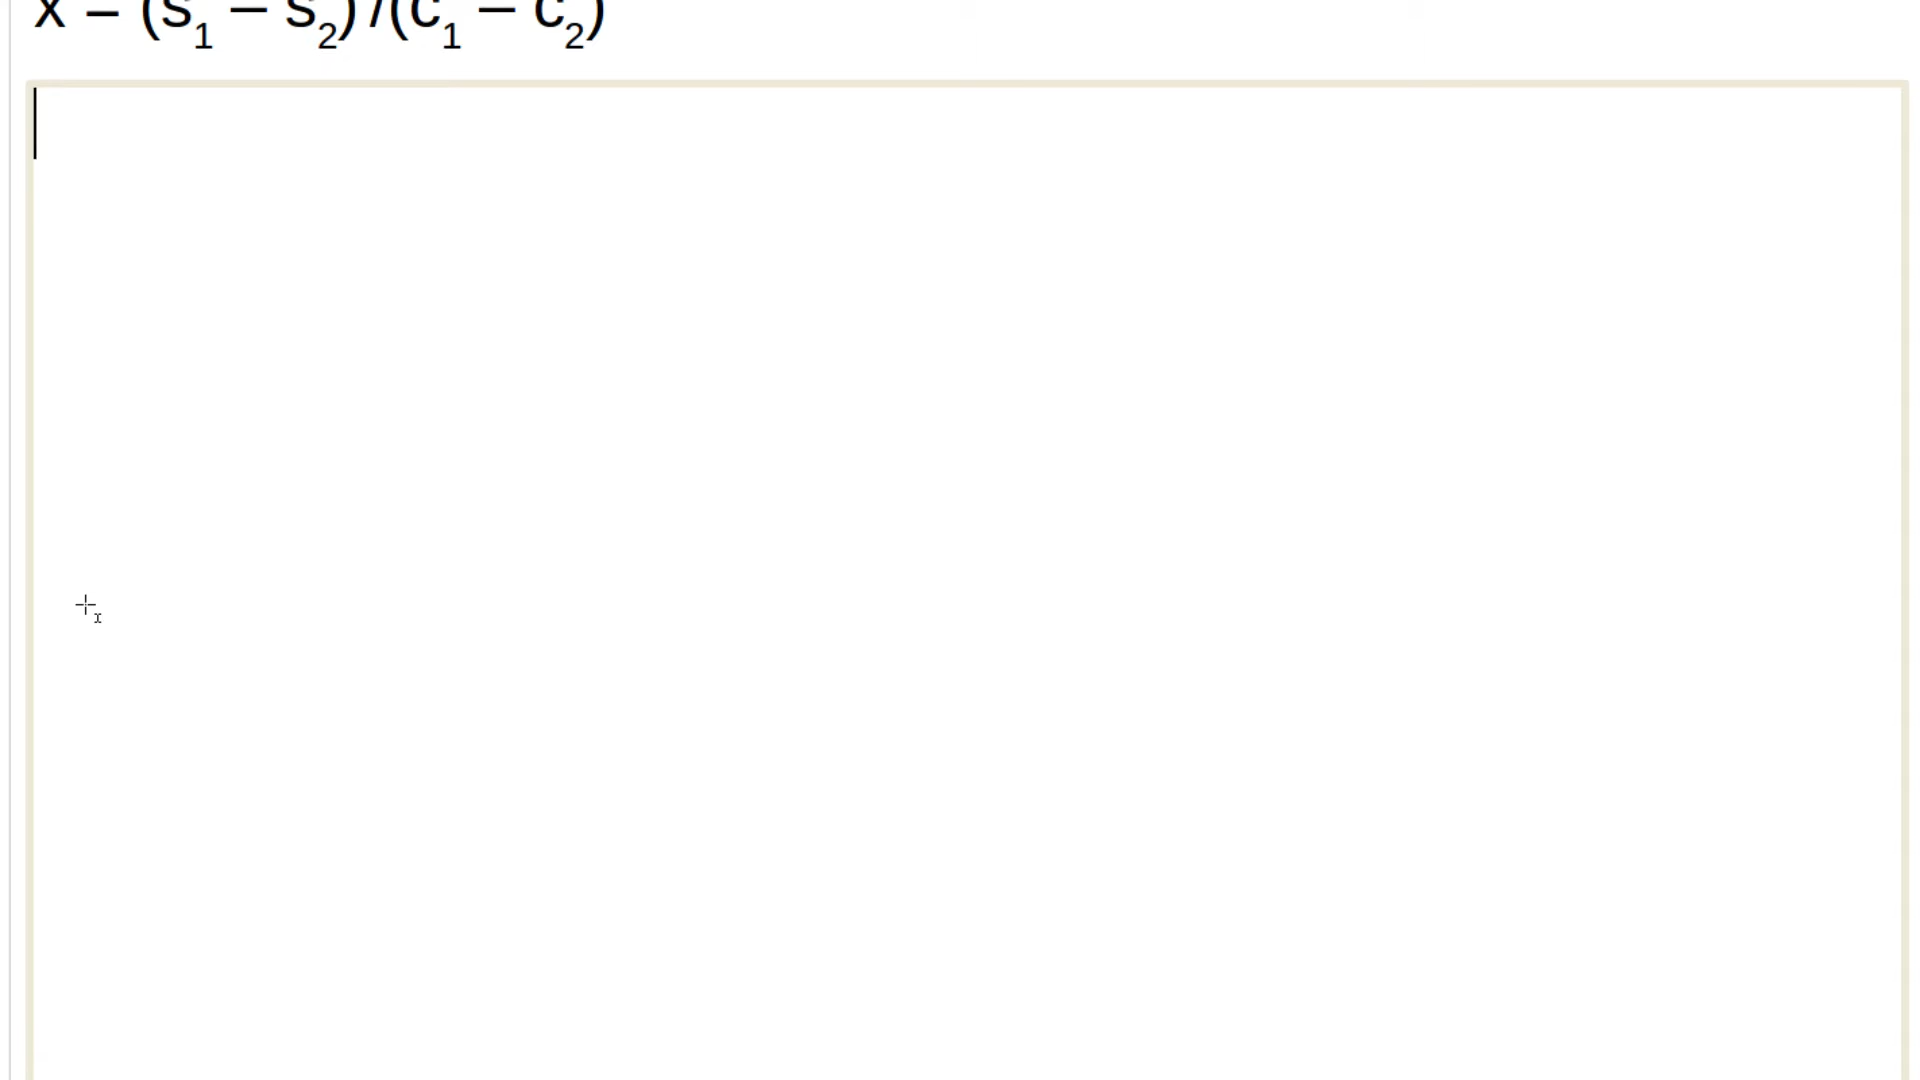 x = (s₁ – s₂) /(c₁ – c₂)